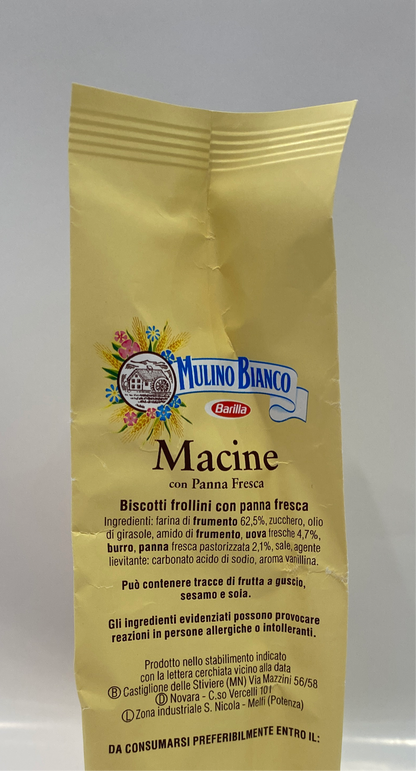 MULINO BIANCO
Barilla
Macine
con Panna Fresca
Biscotti frollini con panna fresca
Ingredienti: farina di frumento 62,5%, zucchero, olio
di girasole, amido di frumento, uova fresche 4,7%,
burro, panna fresca pastorizzata 2,1%, sale, agente
lievitante: carbonato acido di sodio, aroma vanillina.
Può contenere tracce di frutta a guscio,
sesamo e soia.
Gli ingredienti evidenziati possono provocare
reazioni in persone allergiche o intolleranti.
Prodotto nello stabilimento indicato
con la lettera cerchiata vicino alla data
Ⓑ Castiglione delle Stiviere (MN) Via Mazzini 56/58
Ⓓ Novara - C.so Vercelli 101
Ⓛ Zona industriale S. Nicola - Melfi (Potenza)
DA CONSUMARSI PREFERIBILMENTE ENTRO IL: